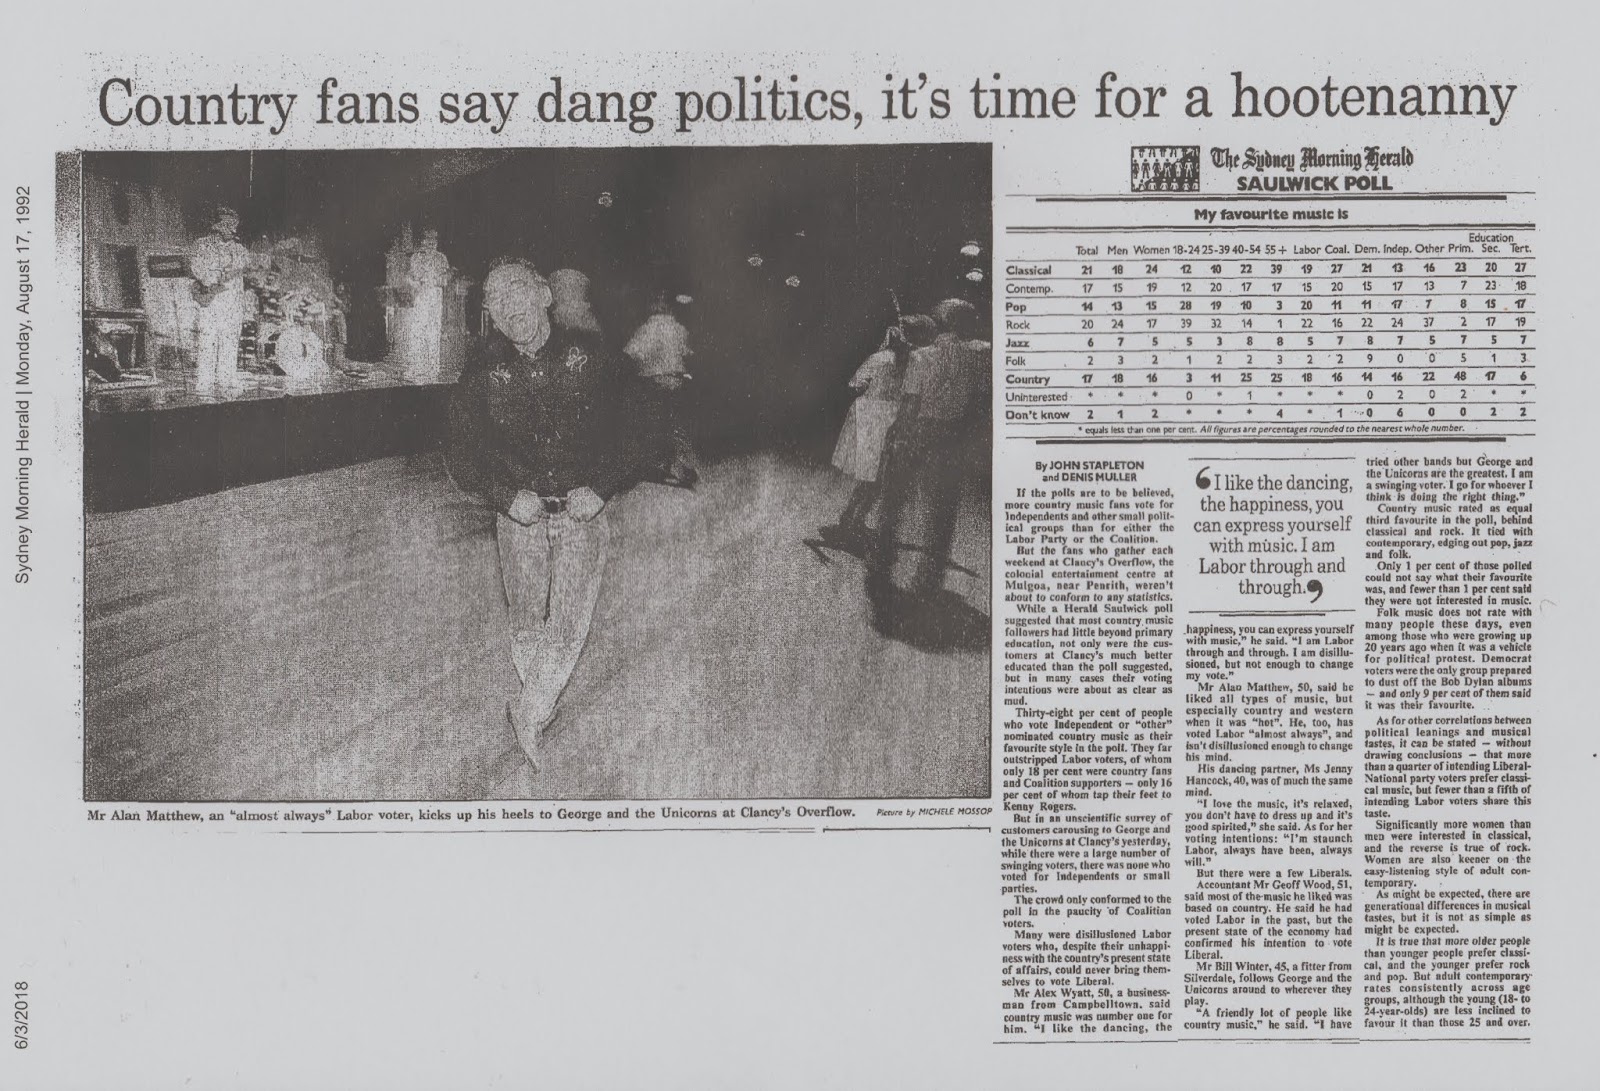 Country fans say dang politics, it's time for a hootenanny
Sydney Morning Herald | Monday, August 17, 1992
6/3/2018
Mr Alan Matthew, an "almost always" Labor voter, kicks up his heels to George and the Unicorns at Clancy's Overflow. Picture by MICHELE MOSSOP
The Sydney Morning Herald
SAULWICK POLL
My favourite music is
Education
Total Men Women 18-24 25-39 40-54 55+ Labor Coal. Dem. Indep. Other Prim. Sec. Tert.
Classical 21 18 24 12 10 22 39 19 27 21 13 16 23 20 27
Contemp. 17 15 19 12 20 17 17 15 20 15 17 13 7 23 18
Pop 14 13 15 28 19 10 3 20 11 11 17 7 8 15 17
Rock 20 24 17 39 32 14 1 22 16 22 24 37 2 17 19
Jazz 6 7 5 5 3 8 8 5 7 8 7 5 7 5 7
Folk 2 3 2 1 2 2 3 2 2 9 0 0 5 1 3
Country 17 18 16 3 11 25 25 18 16 14 16 22 48 17 6
Uninterested * * * 0 * 1 * * * 0 2 0 2 * *
Don't know 2 1 2 * * * 4 * 1 0 6 0 0 2 2
* equals less than one per cent. All figures are percentages rounded to the nearest whole number.
By JOHN STAPLETON
and DENIS MULLER
If the polls are to be believed,
more country music fans vote for
Independents and other small polit-
ical groups than for either the
Labor Party or the Coalition.
But the fans who gather each
weekend at Clancy's Overflow, the
colonial entertainment centre at
Mulgoa, near Penrith, weren't
about to conform to any statistics.
While a Herald Saulwick poll
suggested that most country music
followers had little beyond primary
education, not only were the cus-
tomers at Clancy's much better
educated than the poll suggested,
but in many cases their voting
intentions were about as clear as
mud.
Thirty-eight per cent of people
who vote Independent or "other"
nominated country music as their
favourite style in the poll. They far
outstripped Labor voters, of whom
only 18 per cent were country fans
and Coalition supporters — only 16
per cent of whom tap their feet to
Kenny Rogers.
But in an unscientific survey of
customers carousing to George and
the Unicorns at Clancy's yesterday,
while there were a large number of
swinging voters, there was none who
voted for Independents or small
parties.
The crowd only conformed to the
poll in the paucity of Coalition
voters.
Many were disillusioned Labor
voters who, despite their unhappi-
ness with the country's present state
of affairs, could never bring them-
selves to vote Liberal.
Mr Alex Wyatt, 50, a business-
man from Campbelltown, said
country music was number one for
him. "I like the dancing, the
‘I like the dancing,
the happiness, you
can express yourself
with music. I am
Labor through and
through.’
happiness, you can express yourself
with music," he said. "I am Labor
through and through. I am disillu-
sioned, but not enough to change
my vote."
Mr Alan Matthew, 50, said he
liked all types of music, but
especially country and western
when it was "hot". He, too, has
voted Labor "almost always", and
isn't disillusioned enough to change
his mind.
His dancing partner, Ms Jenny
Hancock, 40, was of much the same
mind.
"I love the music, it's relaxed,
you don't have to dress up and it's
good spirited," she said. As for her
voting intentions: "I'm staunch
Labor, always have been, always
will."
But there were a few Liberals.
Accountant Mr Geoff Wood, 51,
said most of the music he liked was
based on country. He said he had
voted Labor in the past, but the
present state of the economy had
confirmed his intention to vote
Liberal.
Mr Bill Winter, 45, a fitter from
Silverdale, follows George and the
Unicorns around to wherever they
play.
"A friendly lot of people like
country music," he said. "I have
tried other bands but George and
the Unicorns are the greatest. I am
a swinging voter. I go for whoever I
think is doing the right thing."
Country music rated as equal
third favourite in the poll, behind
classical and rock. It tied with
contemporary, edging out pop, jazz
and folk.
Only 1 per cent of those polled
could not say what their favourite
was, and fewer than 1 per cent said
they were not interested in music.
Folk music does not rate with
many people these days, even
among those who were growing up
20 years ago when it was a vehicle
for political protest. Democrat
voters were the only group prepared
to dust off the Bob Dylan albums
— and only 9 per cent of them said
it was their favourite.
As for other correlations between
political leanings and musical
tastes, it can be stated — without
drawing conclusions — that more
than a quarter of intending Liberal-
National party voters prefer classi-
cal music, but fewer than a fifth of
intending Labor voters share this
taste.
Significantly more women than
men were interested in classical,
and the reverse is true of rock.
Women are also keener on the
easy-listening style of adult con-
temporary.
As might be expected, there are
generational differences in musical
tastes, but it is not as simple as
might be expected.
It is true that more older people
than younger people prefer classi-
cal, and the younger prefer rock
and pop. But adult contemporary
rates consistently across age
groups, although the young (18- to
24-year-olds) are less inclined to
favour it than those 25 and over.